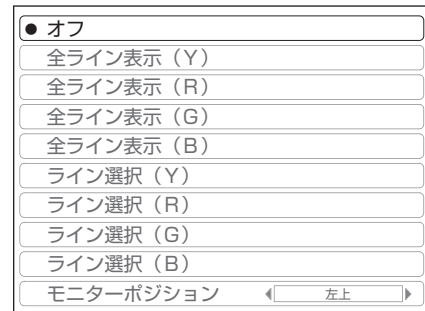 ● オフ
全ライン表示（Y）
全ライン表示（R）
全ライン表示（G）
全ライン表示（B）
ライン選択（Y）
ライン選択（R）
ライン選択（G）
ライン選択（B）
モニターポジション 左上